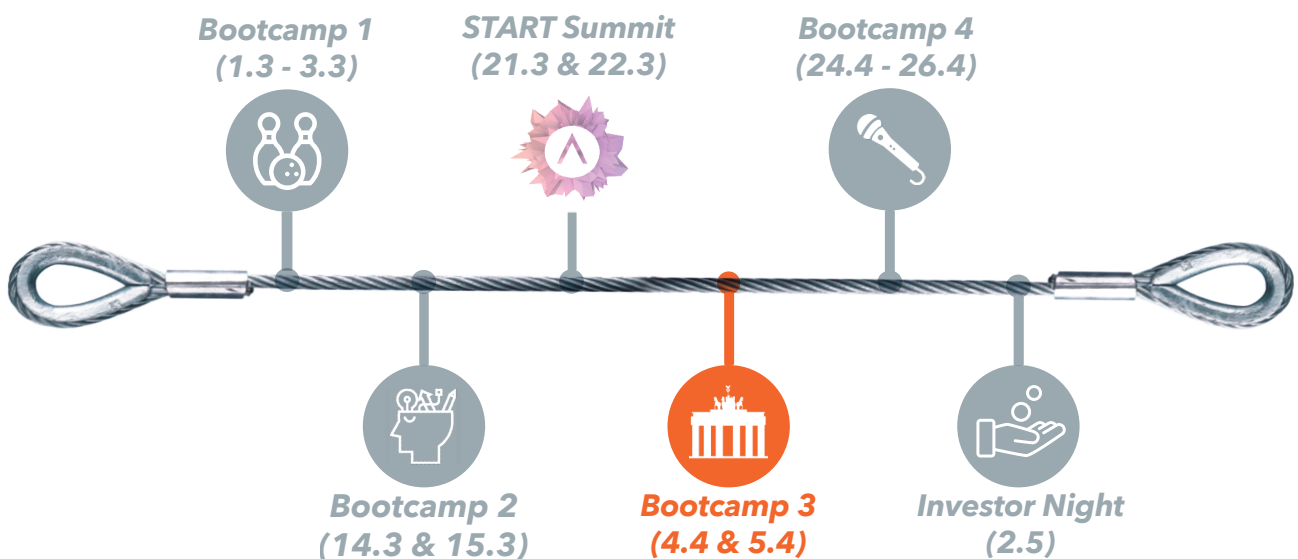 Bootcamp 1
(1.3 - 3.3)
START Summit
(21.3 & 22.3)
Bootcamp 4
(24.4 - 26.4)
Bootcamp 2
(14.3 & 15.3)
Bootcamp 3
(4.4 & 5.4)
Investor Night
(2.5)